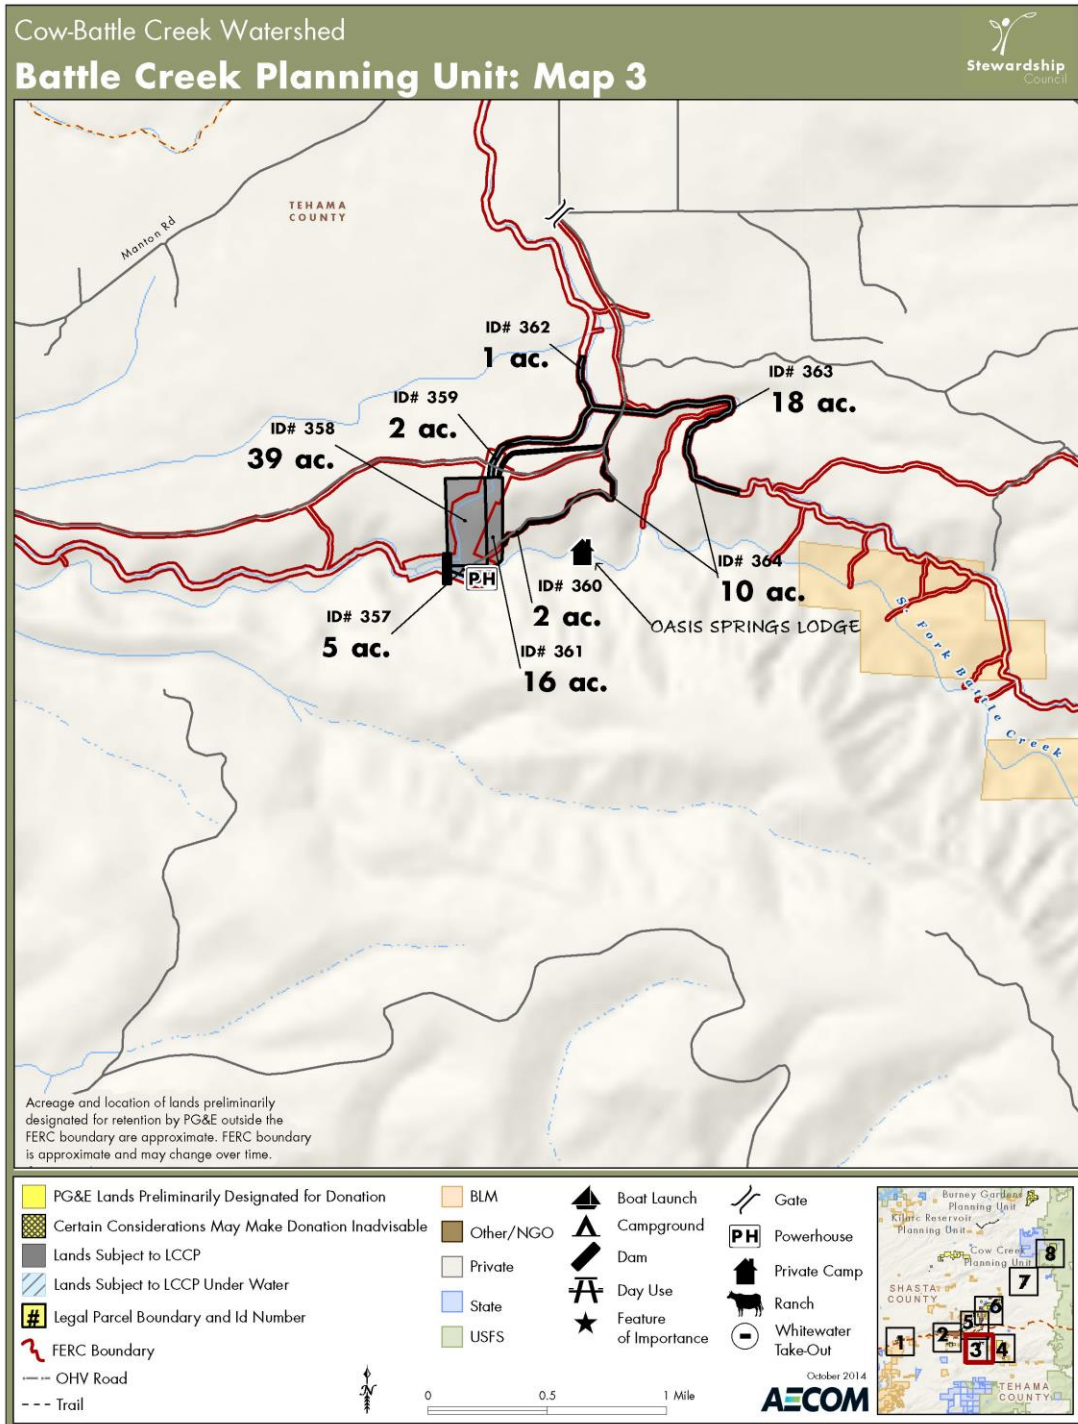 Cow-Battle Creek Watershed
Battle Creek Planning Unit: Map 3
Stewardship
Council
TEHAMA
COUNTY
Manton Rd
ID# 362
1 ac.
ID# 363
18 ac.
ID# 359
2 ac.
ID# 358
39 ac.
ID# 364
10 ac.
PH
ID# 360
2 ac.
ID# 357
5 ac.
OASIS SPRINGS LODGE
ID# 361
16 ac.
S. Fork Battle Creek
Acreage and location of lands preliminarily
designated for retention by PG&E outside the
FERC boundary are approximate. FERC boundary
is approximate and may change over time.
PG&E Lands Preliminarily Designated for Donation
Certain Considerations May Make Donation Inadvisable
Lands Subject to LCCP
Lands Subject to LCCP Under Water
# Legal Parcel Boundary and Id Number
FERC Boundary
OHV Road
Trail
BLM
Other/NGO
Private
State
USFS
Boat Launch
Campground
Dam
Day Use
Feature
of Importance
Gate
PH Powerhouse
Private Camp
Ranch
Whitewater
Take-Out
N
0 0.5 1 Mile
October 2014
AECOM
Burney Gardens
Planning Unit
Kilarc Reservoir
Planning Unit
Cow Creek
Planning Unit
SHASTA
COUNTY
8
7
6
5
1
2
3
4
TEHAMA
COUNTY